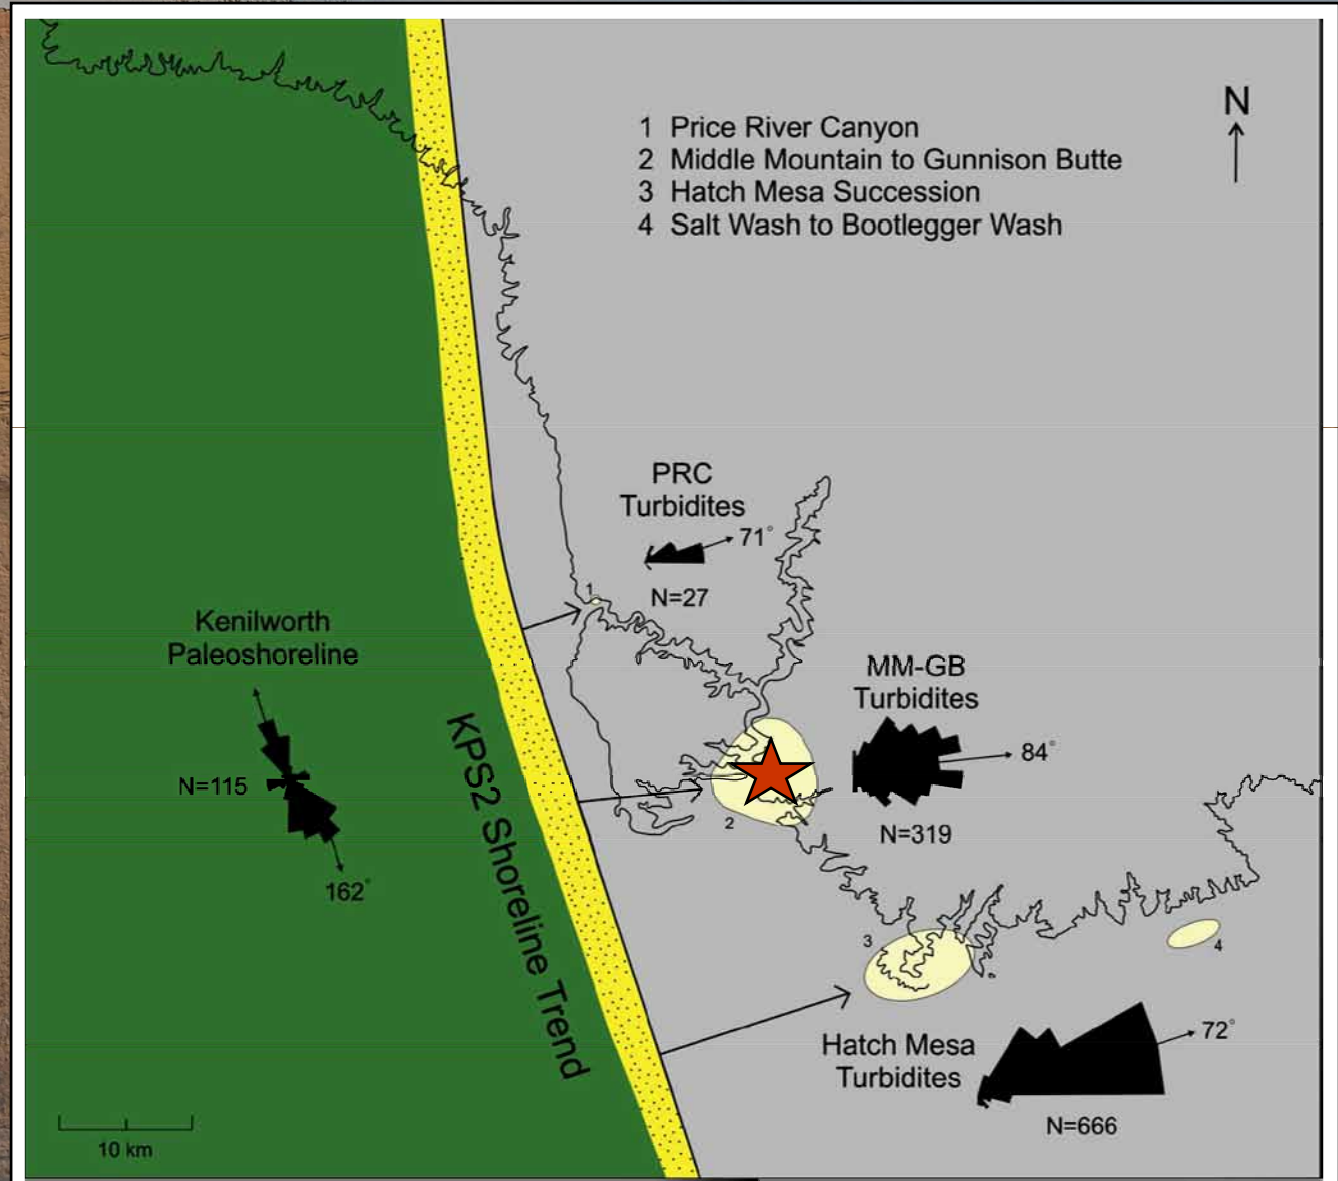 N
1 Price River Canyon
2 Middle Mountain to Gunnison Butte
3 Hatch Mesa Succession
4 Salt Wash to Bootlegger Wash
PRC
Turbidites
71°
N=27
1
Kenilworth
Paleoshoreline
N=115
162°
KPS2 Shoreline Trend
MM-GB
Turbidites
84°
N=319
2
3
4
Hatch Mesa
Turbidites
72°
N=666
10 km